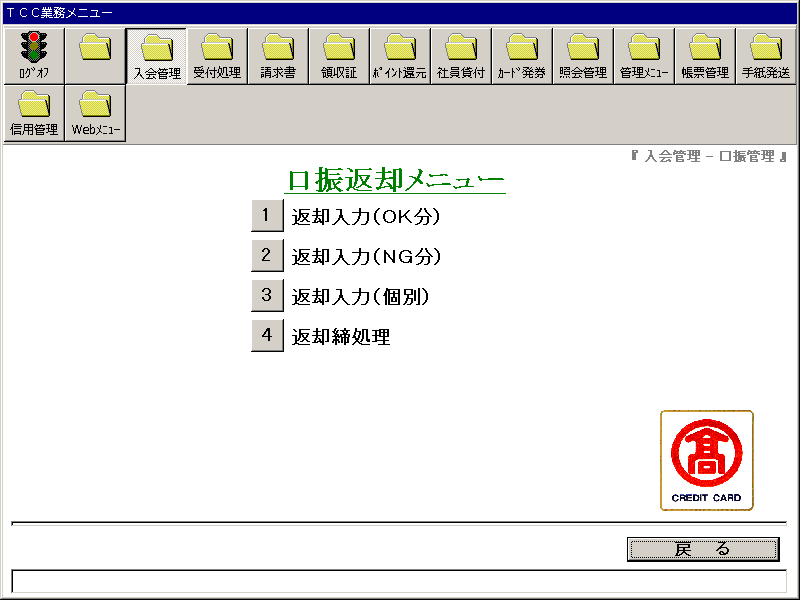 ＴＣＣ業務メニュー
ﾛｸﾞｵﾌ
入会管理
受付処理
請求書
領収証
ﾎﾟｲﾝﾄ還元
社員貸付
ｶｰﾄﾞ発券
照会管理
管理ﾒﾆｭｰ
帳票管理
手紙発送
信用管理
Webﾒﾆｭｰ
『 入会管理 － 口振管理 』
口振返却メニュー
1 返却入力（ＯＫ分）
2 返却入力（ＮＧ分）
3 返却入力（個別）
4 返却締処理
髙
CREDIT CARD
戻 る